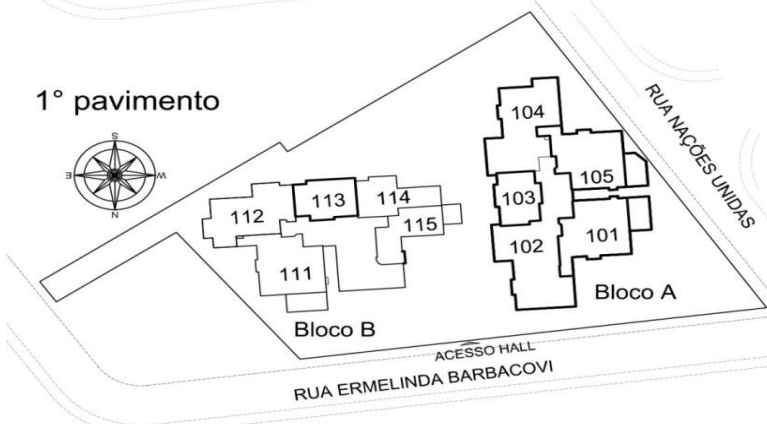 1° pavimento
S
E
W
N
104
105
103
102
101
Bloco A
112
113
114
115
111
Bloco B
RUA NAÇÕES UNIDAS
ACESSO HALL
RUA ERMELINDA BARBACOVI